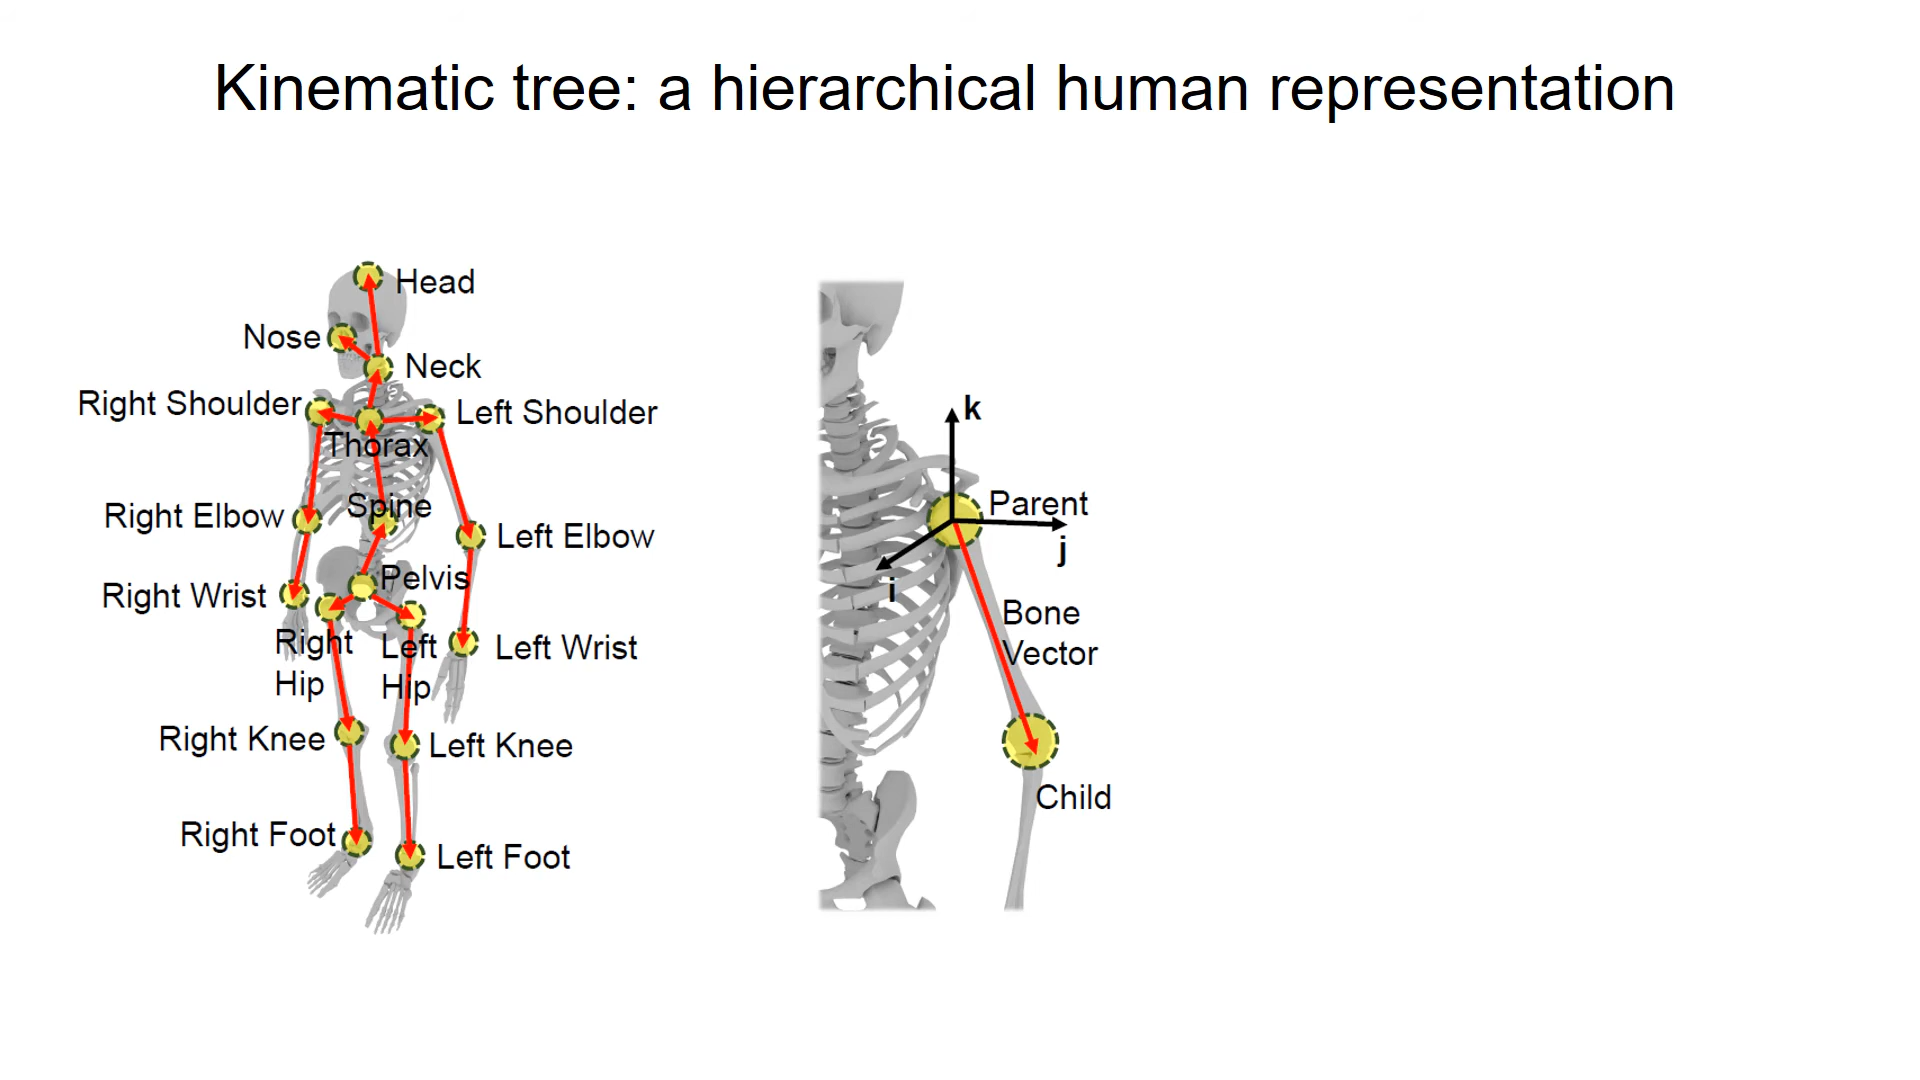 Kinematic tree: a hierarchical human representation
Head
Nose
Neck
Right Shoulder
Left Shoulder
Thorax
Right Elbow
Spine
Left Elbow
Pelvis
Right Wrist
Right
Hip
Left
Hip
Left Wrist
Right Knee
Left Knee
Right Foot
Left Foot
k
Parent
j
i
Bone
Vector
Child